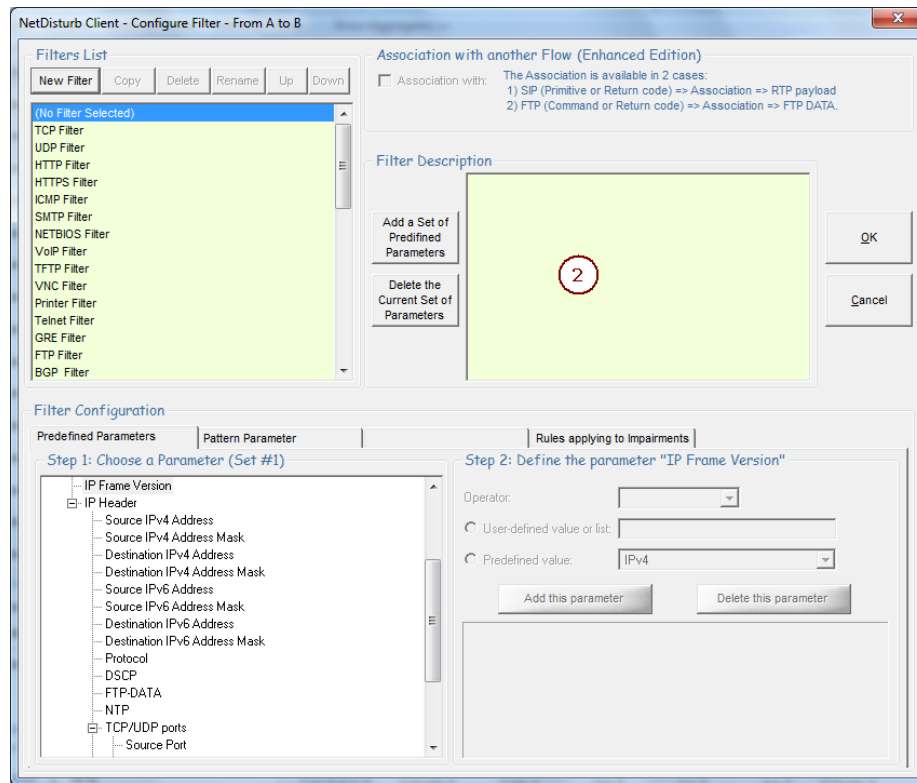 NetDisturb Client - Configure Filter - From A to B
Filters List
New Filter Copy Delete Rename Up Down
(No Filter Selected)
TCP Filter
UDP Filter
HTTP Filter
HTTPS Filter
ICMP Filter
SMTP Filter
NETBIOS Filter
VoIP Filter
TFTP Filter
VNC Filter
Printer Filter
Telnet Filter
GRE Filter
FTP Filter
BGP Filter
Association with another Flow (Enhanced Edition)
Association with:
The Association is available in 2 cases:
1) SIP (Primitive or Return code) => Association => RTP payload
2) FTP (Command or Return code) => Association => FTP DATA.
Filter Description
Add a Set of
Predifined
Parameters
Delete the
Current Set of
Parameters
2
OK
Cancel
Filter Configuration
Predefined Parameters Pattern Parameter Rules applying to Impairments
Step 1: Choose a Parameter (Set #1)
IP Frame Version
IP Header
Source IPv4 Address
Source IPv4 Address Mask
Destination IPv4 Address
Destination IPv4 Address Mask
Source IPv6 Address
Source IPv6 Address Mask
Destination IPv6 Address
Destination IPv6 Address Mask
Protocol
DSCP
FTP-DATA
NTP
TCP/UDP ports
Source Port
Step 2: Define the parameter "IP Frame Version"
Operator:
User-defined value or list:
Predefined value: IPv4
Add this parameter Delete this parameter